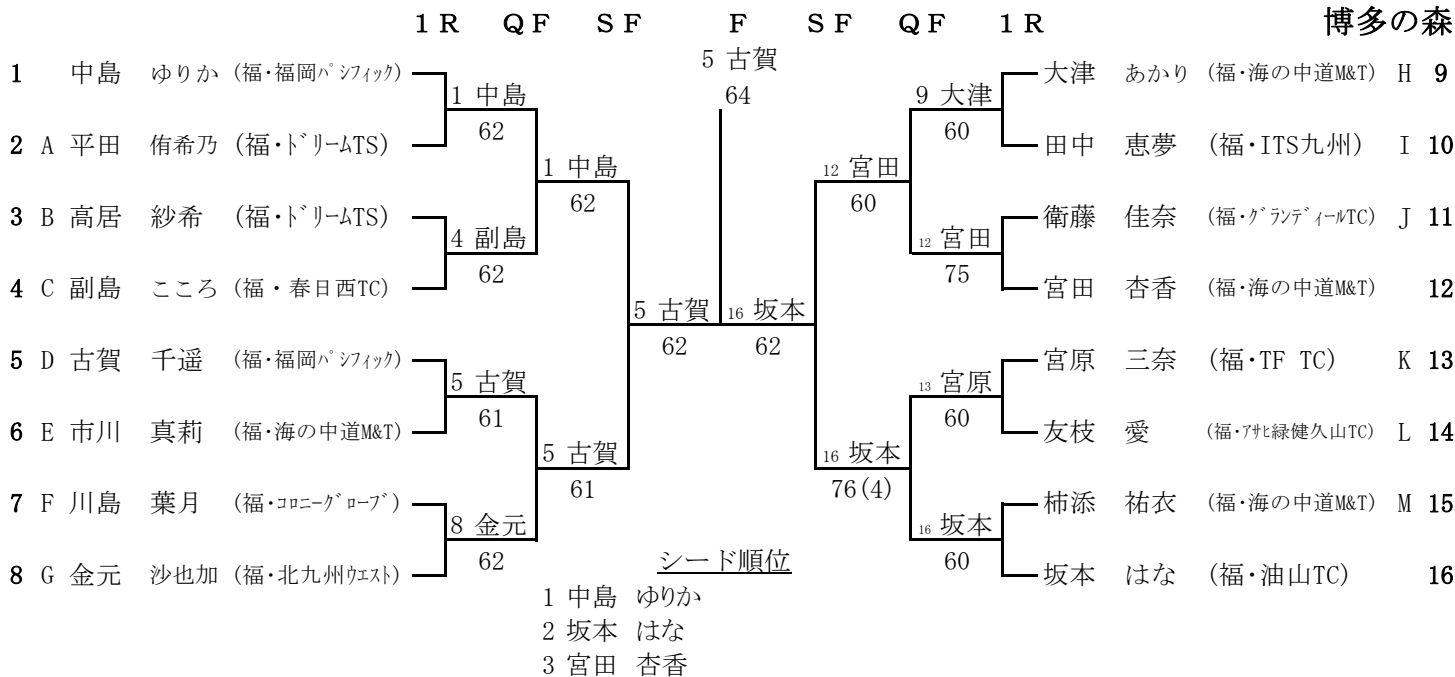 1R QF SF F SF QF 1R 博多の森
5 古賀
64
1 中島 ゆりか (福・福岡パシフィック)
大津 あかり (福・海の中道M&T) H 9
1 中島
62
9 大津
60
2 A 平田 侑希乃 (福・ドリームTS)
田中 恵夢 (福・ITS九州) I 10
1 中島
62
12 宮田
60
3 B 高居 紗希 (福・ドリームTS)
衛藤 佳奈 (福・グランディールTC) J 11
4 副島
62
12 宮田
75
4 C 副島 こころ (福・春日西TC)
宮田 杏香 (福・海の中道M&T) 12
5 古賀
62
16 坂本
62
5 D 古賀 千遥 (福・福岡パシフィック)
宮原 三奈 (福・TF TC) K 13
5 古賀
61
13 宮原
60
6 E 市川 真莉 (福・海の中道M&T)
友枝 愛 (福・アサヒ緑健久山TC) L 14
5 古賀
61
16 坂本
76(4)
7 F 川島 葉月 (福・コロニーグローブ)
柿添 祐衣 (福・海の中道M&T) M 15
8 金元
62
16 坂本
60
8 G 金元 沙也加 (福・北九州ウエスト)
坂本 はな (福・油山TC) 16
シード順位
1 中島 ゆりか
2 坂本 はな
3 宮田 杏香